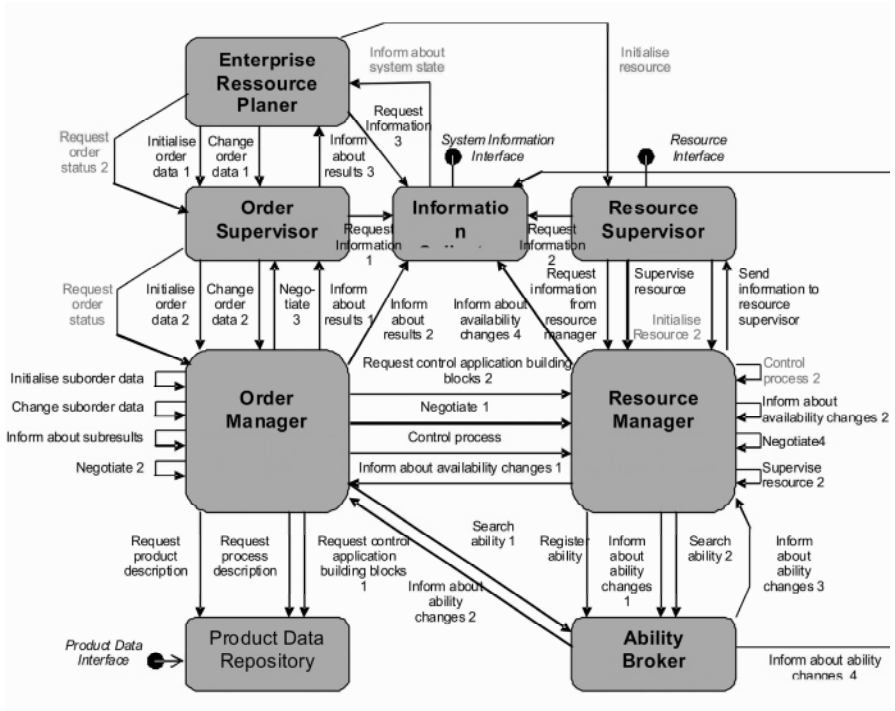 Enterprise
Ressource
Planer
Inform about
system state
Initialise
resource
Request
Information
3
System Information
Interface
Resource
Interface
Request
order
status 2
Initialise
order
data 1
Change
order
data 1
Inform
about
results 3
Order
Supervisor
Informatio
n
Resource
Supervisor
Request
Information
1
Request
Information
2
Request
order
status
Initialise
order
data 2
Change
order
data 2
Nego-
tiate
3
Inform
about
results 1
Inform
about
results 2
Inform about
availability
changes 4
Request
information
from
resource
manager
Supervise
resource
Initialise
Resource 2
Send
information to
resource
supervisor
Order
Manager
Resource
Manager
Initialise suborder data
Change suborder data
Inform about subresults
Negotiate 2
Request control application building
blocks 2
Negotiate 1
Control process
Inform about availability changes 1
Control
process 2
Inform about
availability changes 2
Negotiate4
Supervise
resource 2
Request
product
description
Request
process
description
Request control
application
building blocks
1
Search
ability 1
Inform about
ability
changes 2
Register
ability
Inform
about
ability
changes
1
Search
ability 2
Inform
about
ability
changes 3
Product Data
Interface
Product Data
Repository
Ability
Broker
Inform about ability
changes 4